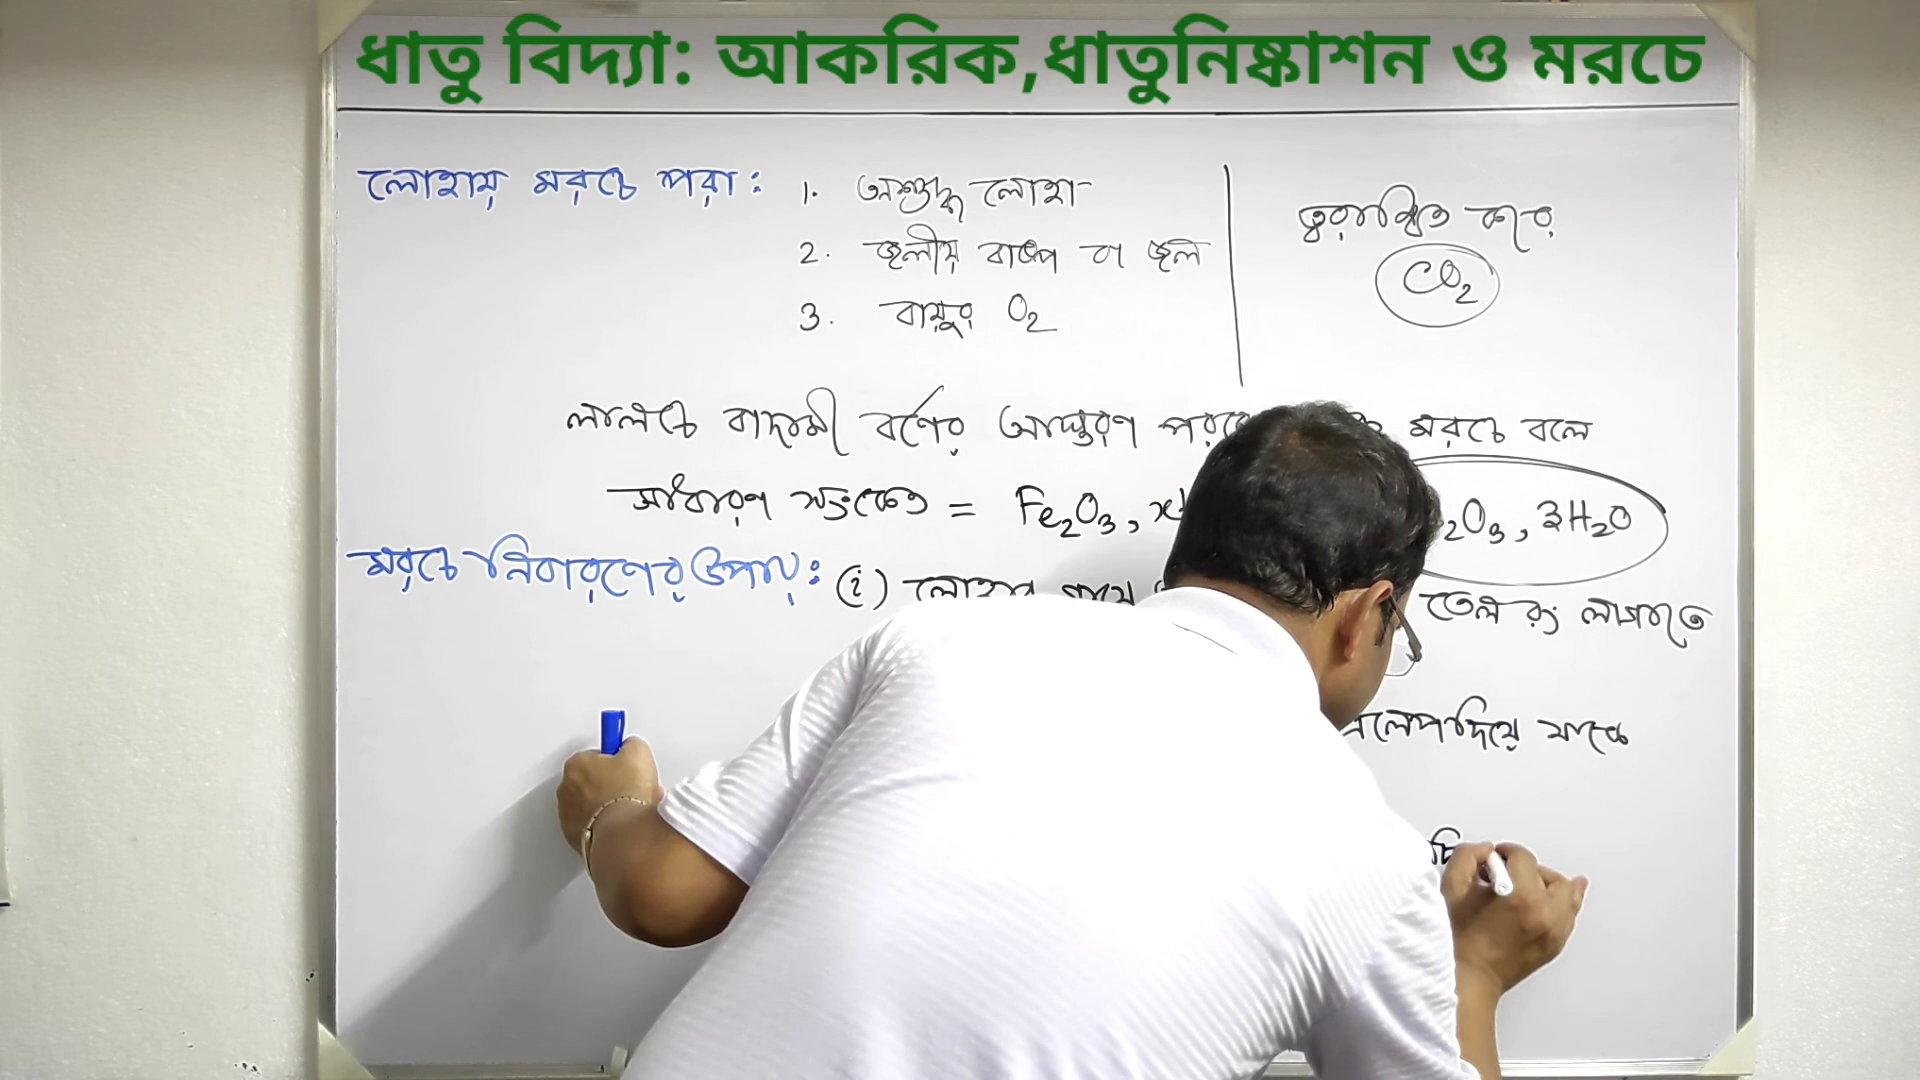 ধাতু বিদ্যা: আকরিক,ধাতুনিষ্কাশন ও মরচে
লোহায় মরচে পরা : 1. অশুদ্ধ লোহা
2. জলীয় বাষ্প বা জল
3. বায়ুর O₂
ত্বরান্বিত করে
CO₂
লালচে বাদামী বর্ণের আস্তরণ মরচে বলে
সাধারণ সংকেত = Fe₂O₃, x ₂O₃, 3H₂O
মরচে নিবারণের উপায় : (i) লোহার তেল রং লাগাতে